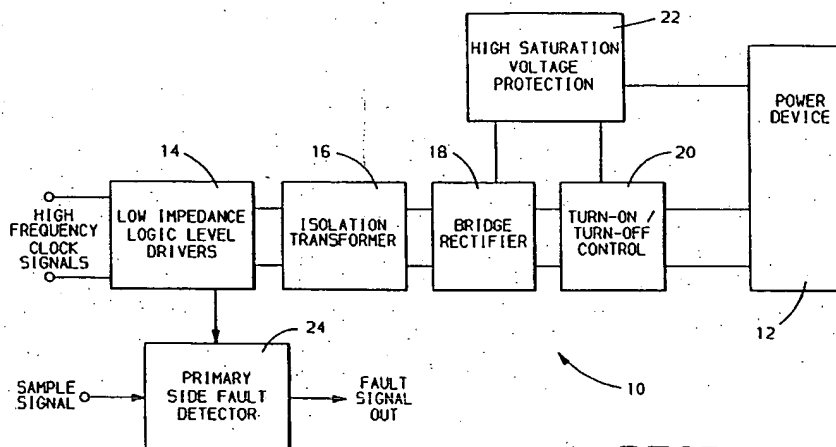 22
HIGH SATURATION
VOLTAGE
PROTECTION
POWER
DEVICE
14
16
18
20
HIGH
FREQUENCY
CLOCK
SIGNALS
LOW IMPEDANCE
LOGIC LEVEL
DRIVERS
ISOLATION
TRANSFORMER
BRIDGE
RECTIFIER
TURN-ON /
TURN-OFF
CONTROL
12
24
SAMPLE
SIGNAL
PRIMARY
SIDE FAULT
DETECTOR
FAULT
SIGNAL
OUT
10